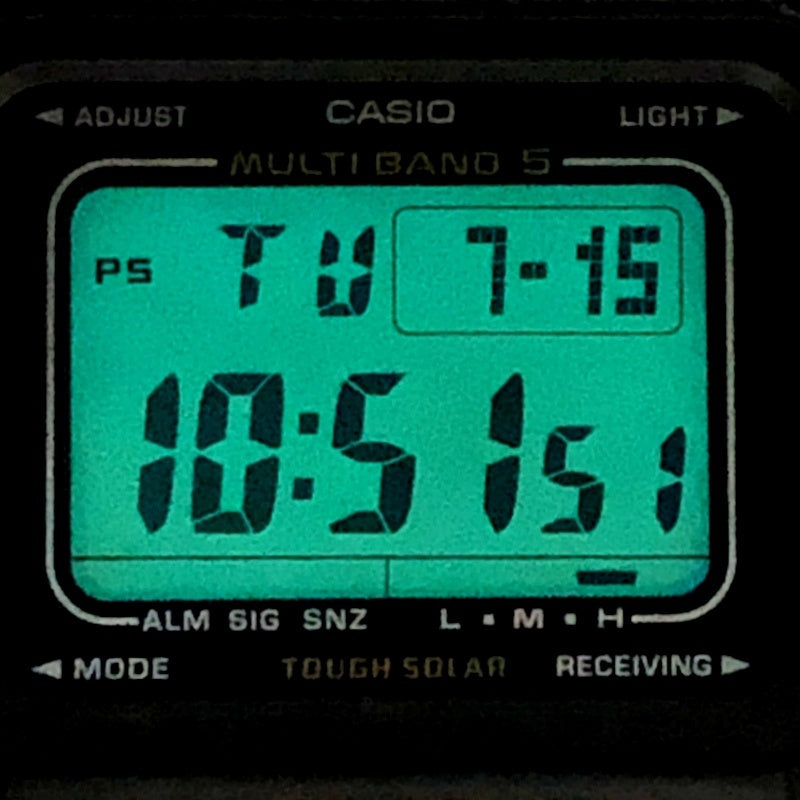 ADJUST CASIO LIGHT
MULTI BAND 5
PS TU 7-15
10:51 51
ALM SIG SNZ L • M • H
MODE TOUGH SOLAR RECEIVING